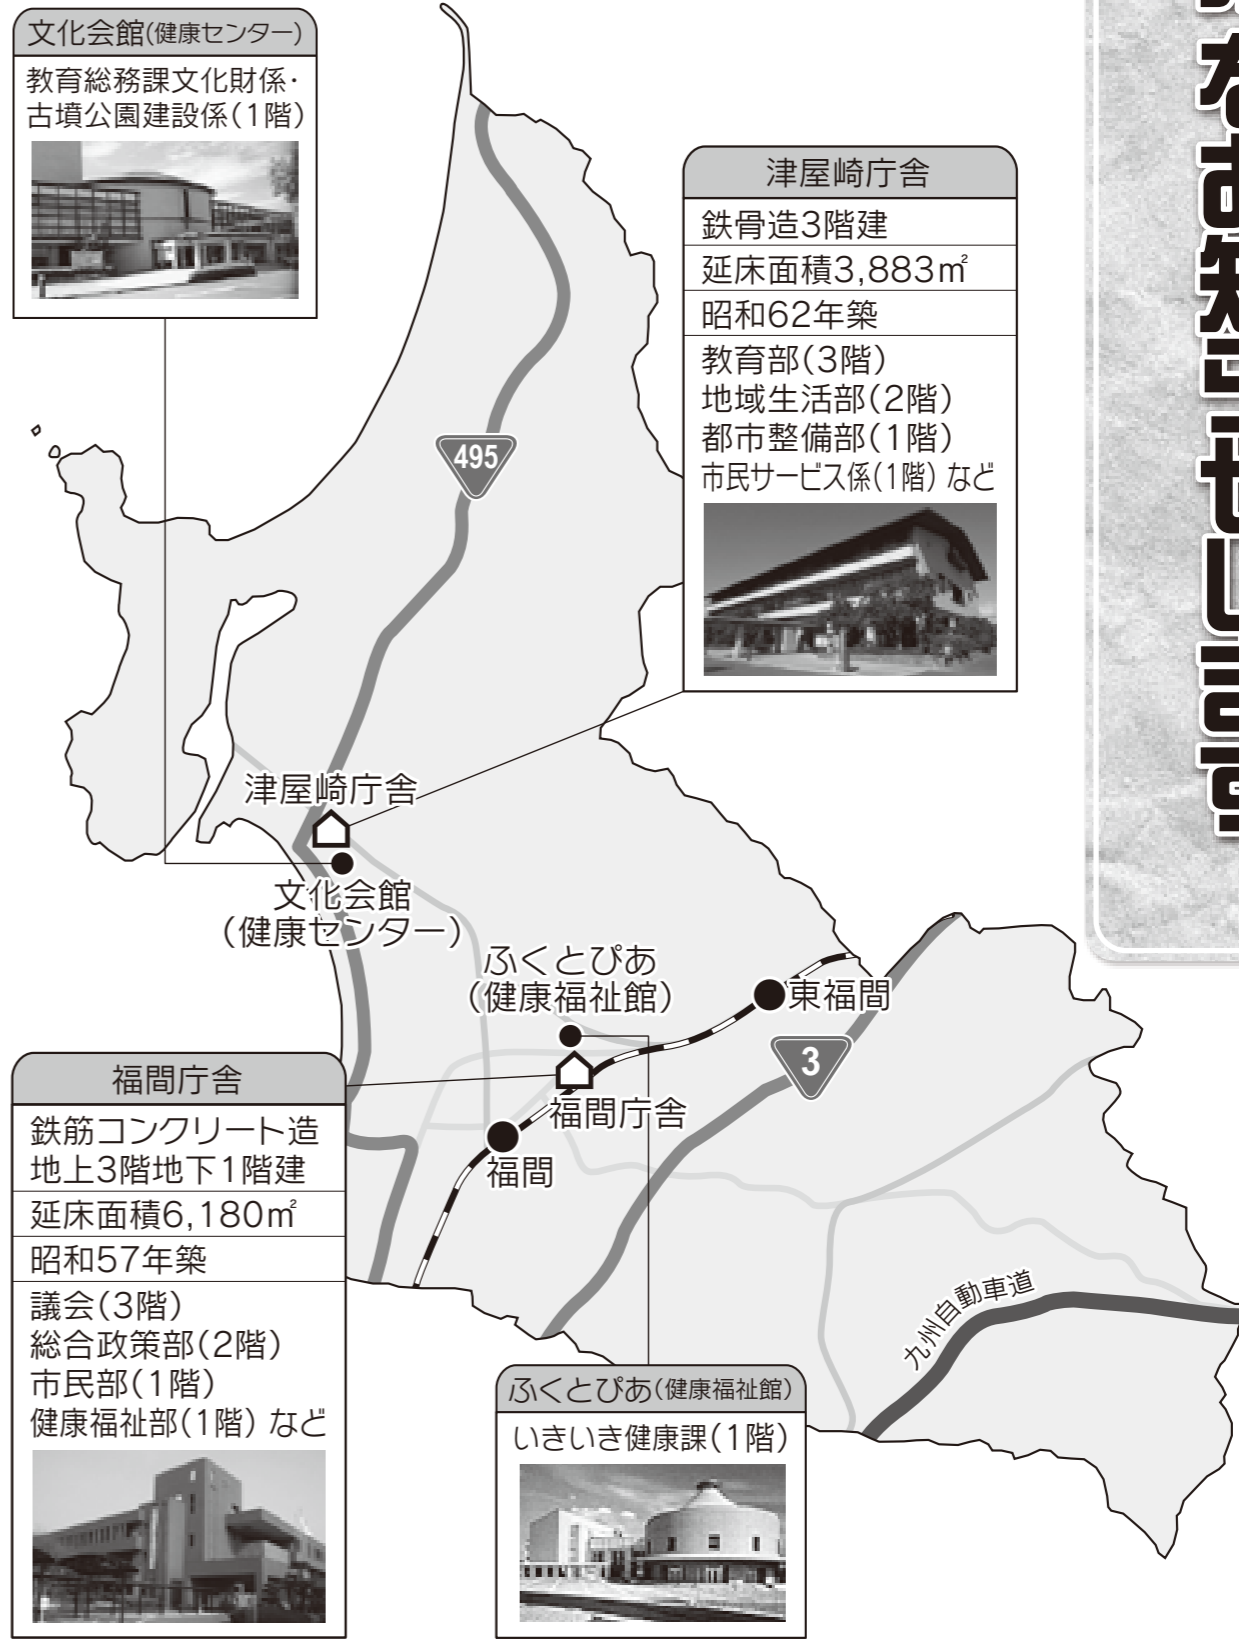 文化会館(健康センター)
教育総務課文化財係・
古墳公園建設係(1階)
津屋崎庁舎
鉄骨造3階建
延床面積3,883㎡
昭和62年築
教育部(3階)
地域生活部(2階)
都市整備部(1階)
市民サービス係(1階)など
495
津屋崎庁舎
文化会館
(健康センター)
ふくとぴあ
(健康福祉館)
東福間
3
福間庁舎
福間
九州自動車道
福間庁舎
鉄筋コンクリート造
地上3階地下1階建
延床面積6,180㎡
昭和57年築
議会(3階)
総合政策部(2階)
市民部(1階)
健康福祉部(1階)など
ふくとぴあ(健康福祉館)
いきいき健康課(1階)
なお知らせします